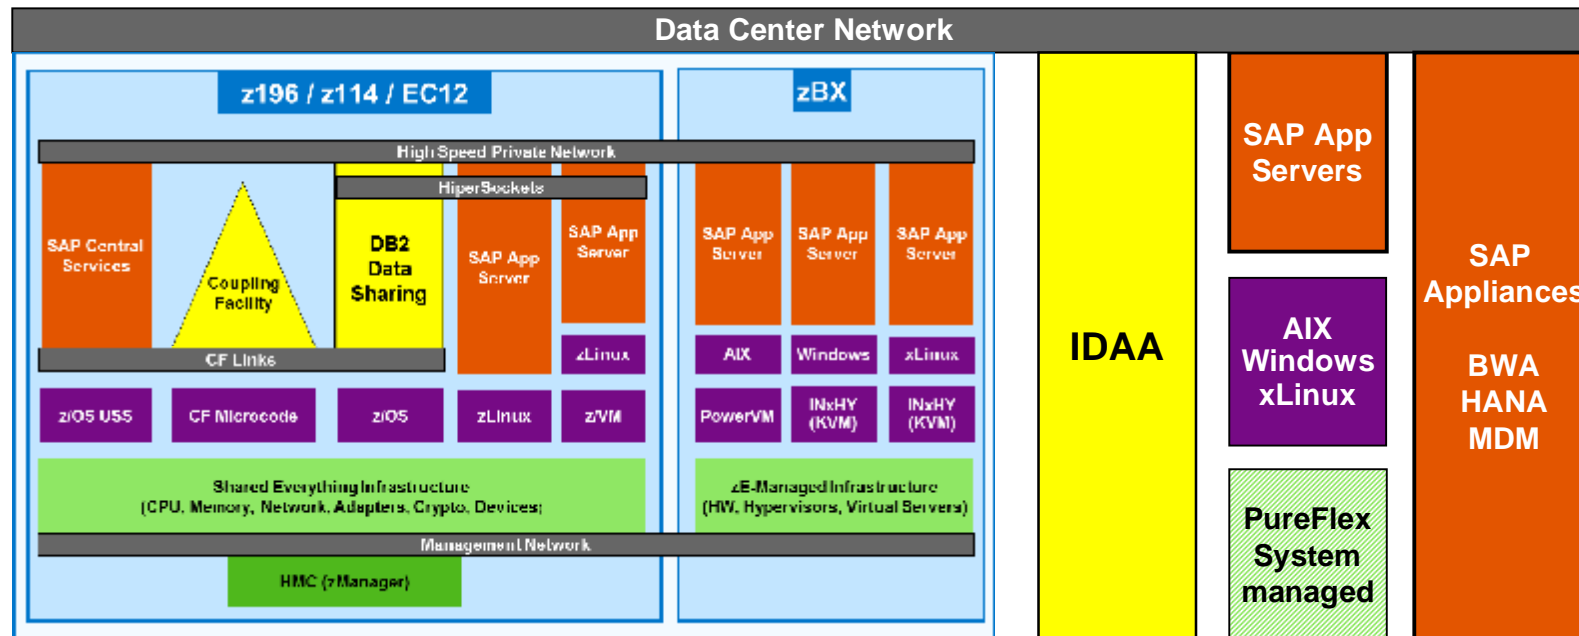 Data Center Network
z196 / z114 / EC12
zBX
High Speed Private Network
HiperSockets
SAP Central
Services
Coupling
Facility
DB2
Data
Sharing
SAP App
Server
SAP App
Server
SAP App
Server
SAP App
Server
SAP App
Server
CF Links
zLinux
AIX
Windows
xLinux
z/OS USS
CF Microcode
z/OS
zLinux
z/VM
PowerVM
INxHY
(KVM)
INxHY
(KVM)
Shared Everything Infrastructure
(CPU, Memory, Network, Adapters, Crypto, Devices)
zE-Managed Infrastructure
(HW, Hypervisors, Virtual Servers)
Management Network
HMC (zManager)
IDAA
SAP App
Servers
AIX
Windows
xLinux
PureFlex
System
managed
SAP
Appliances
BWA
HANA
MDM